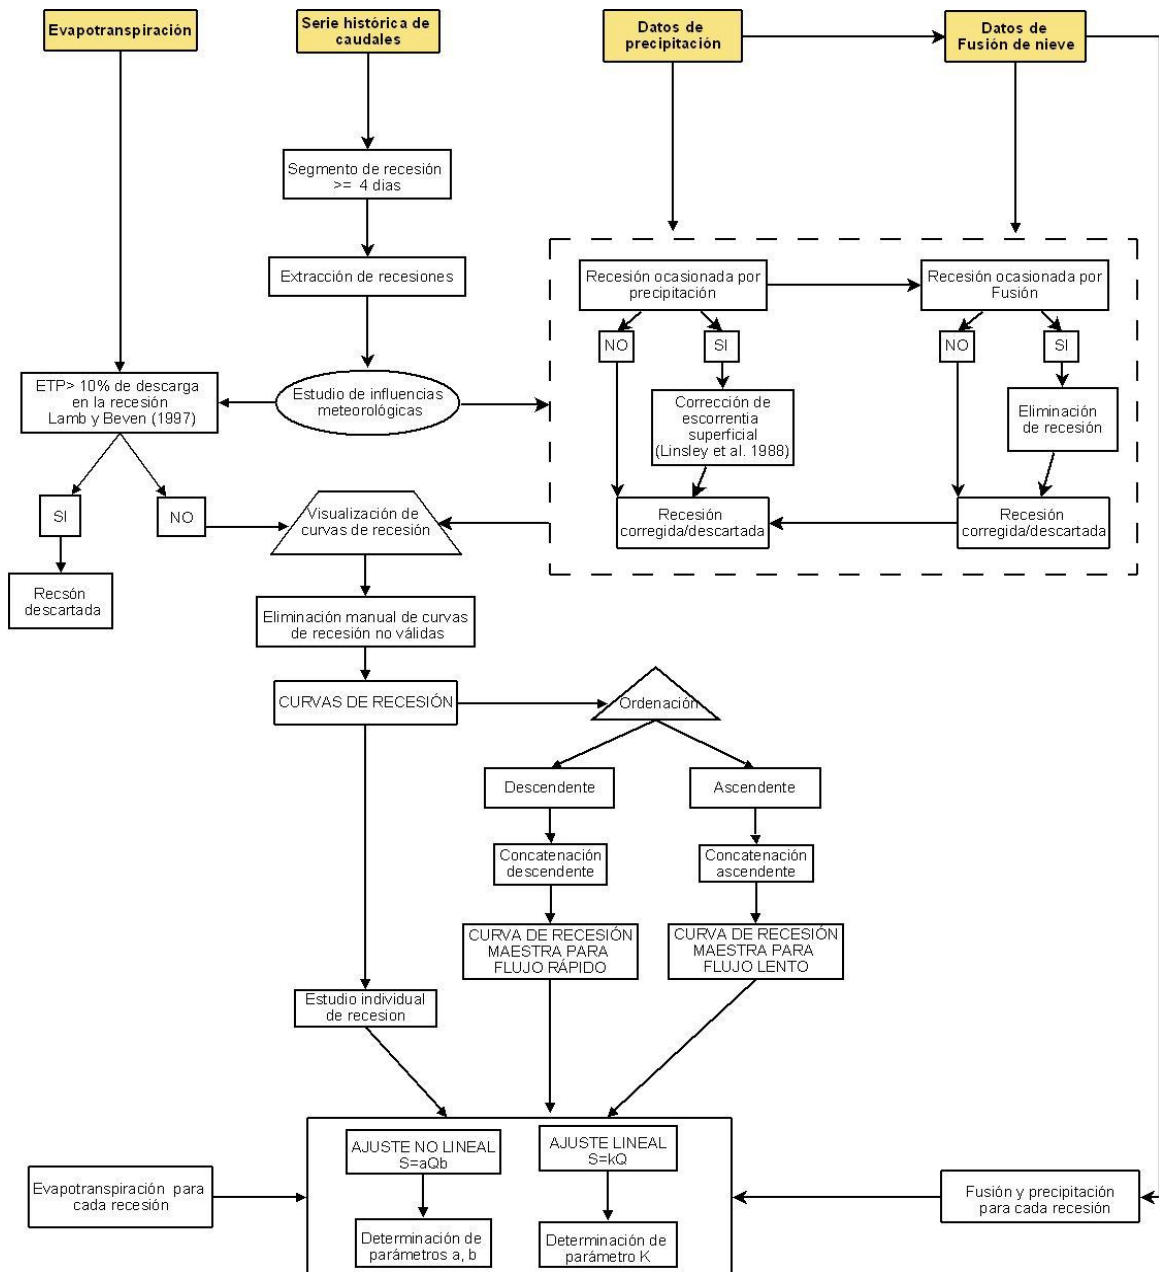 Evapotranspiración
Serie histórica de
caudales
Datos de
precipitación
Datos de
Fusión de nieve
Segmento de recesión
>= 4 dias
Extracción de recesiones
Recesión ocasionada por
precipitación
Recesión ocasionada por
Fusión
NO
SI
NO
SI
ETP> 10% de descarga
en la recesión
Lamb y Beven (1997)
Estudio de influencias
meteorológicas
Corrección de
escorrentia
superficial
(Linsley et al. 1988)
Eliminación
de recesión
SI
NO
Visualización de
curvas de recesión
Recesión
corregida/descartada
Recesión
corregida/descartada
Recsón
descartada
Eliminación manual de curvas
de recesión no válidas
CURVAS DE RECESIÓN
Ordenación
Descendente
Ascendente
Concatenación
descendente
Concatenación
ascendente
CURVA DE RECESIÓN
MAESTRA PARA
FLUJO RÁPIDO
CURVA DE RECESIÓN
MAESTRA PARA
FLUJO LENTO
Estudio individual
de recesion
AJUSTE NO LINEAL
S=aQb
AJUSTE LINEAL
S=kQ
Evapotranspiración para
cada recesión
Fusión y precipitación
para cada recesión
Determinación de
parámetros a, b
Determinación de
parámetro K